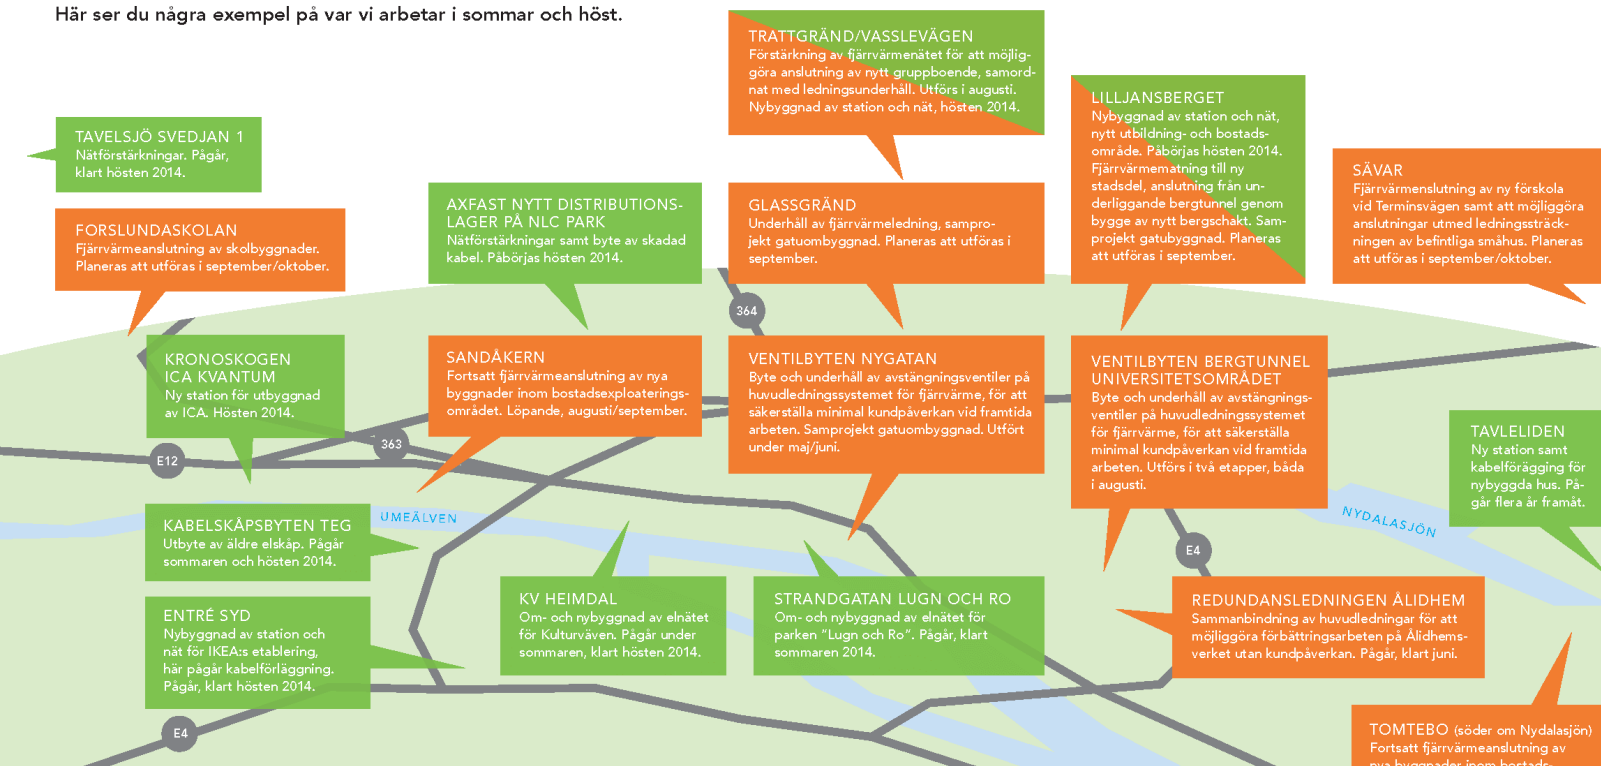 Här ser du några exempel på var vi arbetar i sommar och höst.
TRATTGRÄND/VASSLEVÄGEN
Förstärkning av fjärrvärmenätet för att möjlig-
göra anslutning av nytt gruppboende, samord-
nat med ledningsunderhåll. Utförs i augusti.
Nybyggnad av station och nät, hösten 2014.
LILLJANSBERGET
Nybyggnad av station och nät,
nytt utbildning- och bostads-
område. Påbörjas hösten 2014.
Fjärrvärmematning till ny
stadsdel, anslutning från un-
derliggande bergtunnel genom
bygge av nytt bergschakt. Sam-
projekt gatubyggnad. Planeras
att utföras i september.
TAVELSJÖ SVEDJAN 1
Nätförstärkningar. Pågår,
klart hösten 2014.
SÄVAR
Fjärrvärmenslutning av ny förskola
vid Terminsvägen samt att möjliggöra
anslutningar utmed ledningssträck-
ningen av befintliga småhus. Planeras
att utföras i september/oktober.
FORSLUNDASKOLAN
Fjärrvärmeanslutning av skolbyggnader.
Planeras att utföras i september/oktober.
AXFAST NYTT DISTRIBUTIONS-
LAGER PÅ NLC PARK
Nätförstärkningar samt byte av skadad
kabel. Påbörjas hösten 2014.
GLASSGRÄND
Underhåll av fjärrvärmeledning, sampro-
jekt gatuombyggnad. Planeras att utföras i
september.
364
KRONOSKOGEN
ICA KVANTUM
Ny station för utbyggnad
av ICA. Hösten 2014.
SANDÅKERN
Fortsatt fjärrvärmeanslutning av nya
byggnader inom bostadsexploaterings-
området. Löpande, augusti/september.
VENTILBYTEN NYGATAN
Byte och underhåll av avstängningsventiler på
huvudledningssystemet för fjärrvärme, för att
säkerställa minimal kundpåverkan vid framtida
arbeten. Samprojekt gatuombyggnad. Utfört
under maj/juni.
VENTILBYTEN BERGTUNNEL
UNIVERSITETSOMRÅDET
Byte och underhåll av avstängnings-
ventiler på huvudledningssystemet
för fjärrvärme, för att säkerställa
minimal kundpåverkan vid framtida
arbeten. Utförs i två etapper, båda
i augusti.
TAVLELIDEN
Ny station samt
kabelförägging för
nybyggda hus. På-
går flera år framåt.
E12
363
KABELSKÅPSBYTEN TEG
Utbyte av äldre elskåp. Pågår
sommaren och hösten 2014.
UMEÄLVEN
NYDALASJÖN
E4
ENTRÉ SYD
Nybyggnad av station och
nät för IKEA:s etablering,
här pågår kabelförläggning.
Pågår, klart hösten 2014.
KV HEIMDAL
Om- och nybyggnad av elnätet
för Kulturväven. Pågår under
sommaren, klart hösten 2014.
STRANDGATAN LUGN OCH RO
Om- och nybyggnad av elnätet för
parken ”Lugn och Ro”. Pågår, klart
sommaren 2014.
REDUNDANSLEDNINGEN ÅLIDHEM
Sammanbindning av huvudledningar för att
möjliggöra förbättringsarbeten på Ålidhems-
verket utan kundpåverkan. Pågår, klart juni.
E4
TOMTEBO (söder om Nydalasjön)
Fortsatt fjärrvärmeanslutning av
nya byggnader inom bostads-